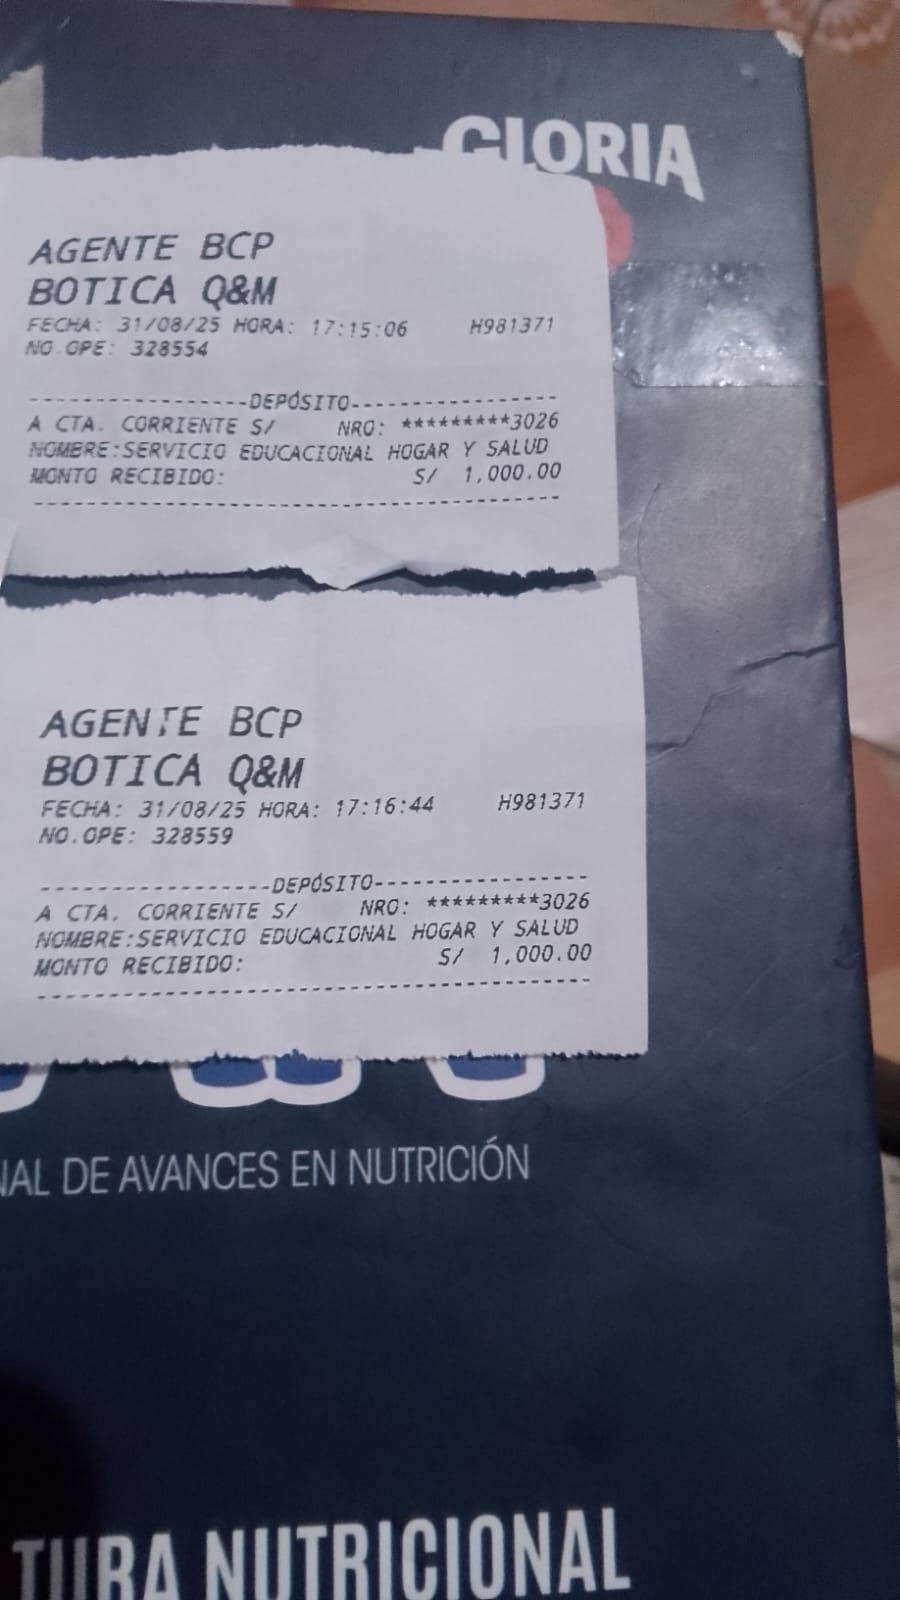 GLORIA
AGENTE BCP
BOTICA Q&M
FECHA: 31/08/25 HORA: 17:15:06 H981371
NO.OPE: 328554
-----------------DEPÓSITO-----------------
A CTA. CORRIENTE S/ NRO: *********3026
NOMBRE:SERVICIO EDUCACIONAL HOGAR Y SALUD
MONTO RECIBIDO: S/ 1,000.00
AGENTE BCP
BOTICA Q&M
FECHA: 31/08/25 HORA: 17:16:44 H981371
NO.OPE: 328559
-----------------DEPÓSITO-----------------
A CTA. CORRIENTE S/ NRO: *********3026
NOMBRE:SERVICIO EDUCACIONAL HOGAR Y SALUD
MONTO RECIBIDO: S/ 1,000.00
DE AVANCES EN NUTRICIÓN
NUTRICIONAL